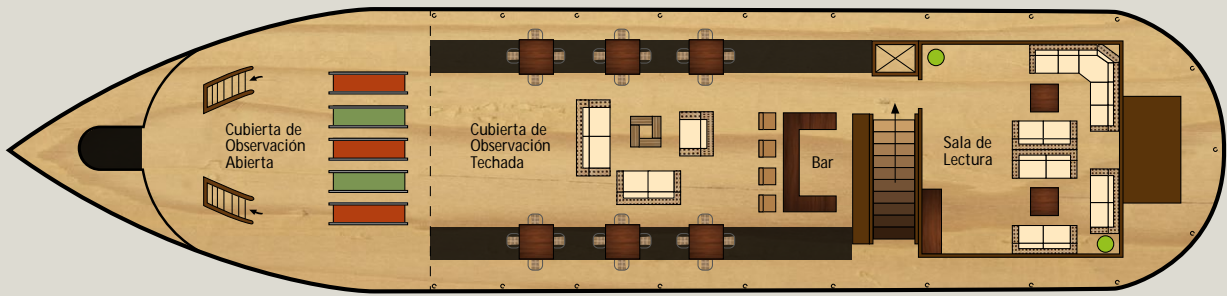 Cubierta de
Observación
Abierta
Cubierta de
Observación
Techada
Bar
Sala de
Lectura